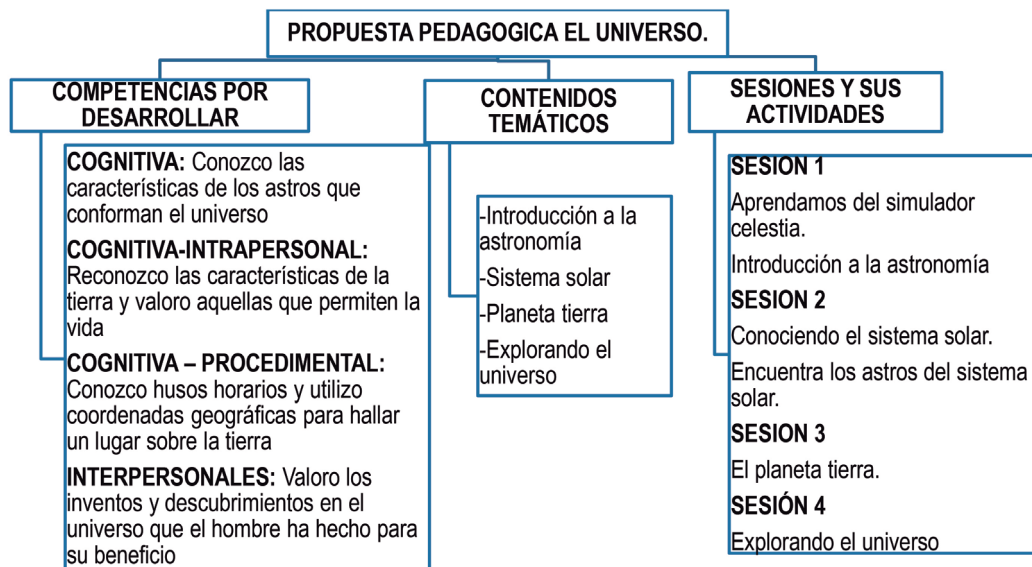 PROPUESTA PEDAGOGICA EL UNIVERSO.
COMPETENCIAS POR
DESARROLLAR
COGNITIVA: Conozco las
características de los astros que
conforman el universo
COGNITIVA-INTRAPERSONAL:
Reconozco las características de la
tierra y valoro aquellas que permiten la
vida
COGNITIVA – PROCEDIMENTAL:
Conozco husos horarios y utilizo
coordenadas geográficas para hallar
un lugar sobre la tierra
INTERPERSONALES: Valoro los
inventos y descubrimientos en el
universo que el hombre ha hecho para
su beneficio
CONTENIDOS
TEMÁTICOS
-Introducción a la
astronomía
-Sistema solar
-Planeta tierra
-Explorando el
universo
SESIONES Y SUS
ACTIVIDADES
SESION 1
Aprendamos del simulador
celestia.
Introducción a la astronomía
SESION 2
Conociendo el sistema solar.
Encuentra los astros del sistema
solar.
SESION 3
El planeta tierra.
SESIÓN 4
Explorando el universo